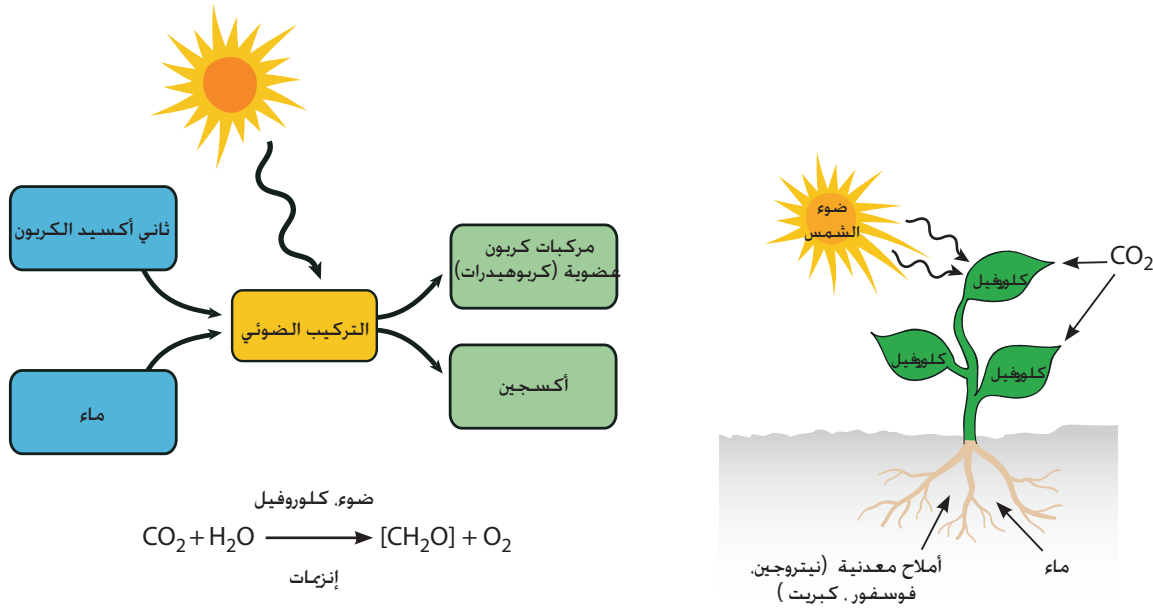 ثاني أكسيد الكربون
ماء
التركيب الضوئي
مركبات كربون
عضوية (كربوهيدرات)
أكسجين
ضوء، كلوروفيل
CO₂ + H₂O → [CH₂O] + O₂
إنزيمات
ضوء
الشمس
CO₂
كلوروفيل
كلوروفيل
كلوروفيل
ماء
أملاح معدنية (نيتروجين،
فوسفور، كبريت)